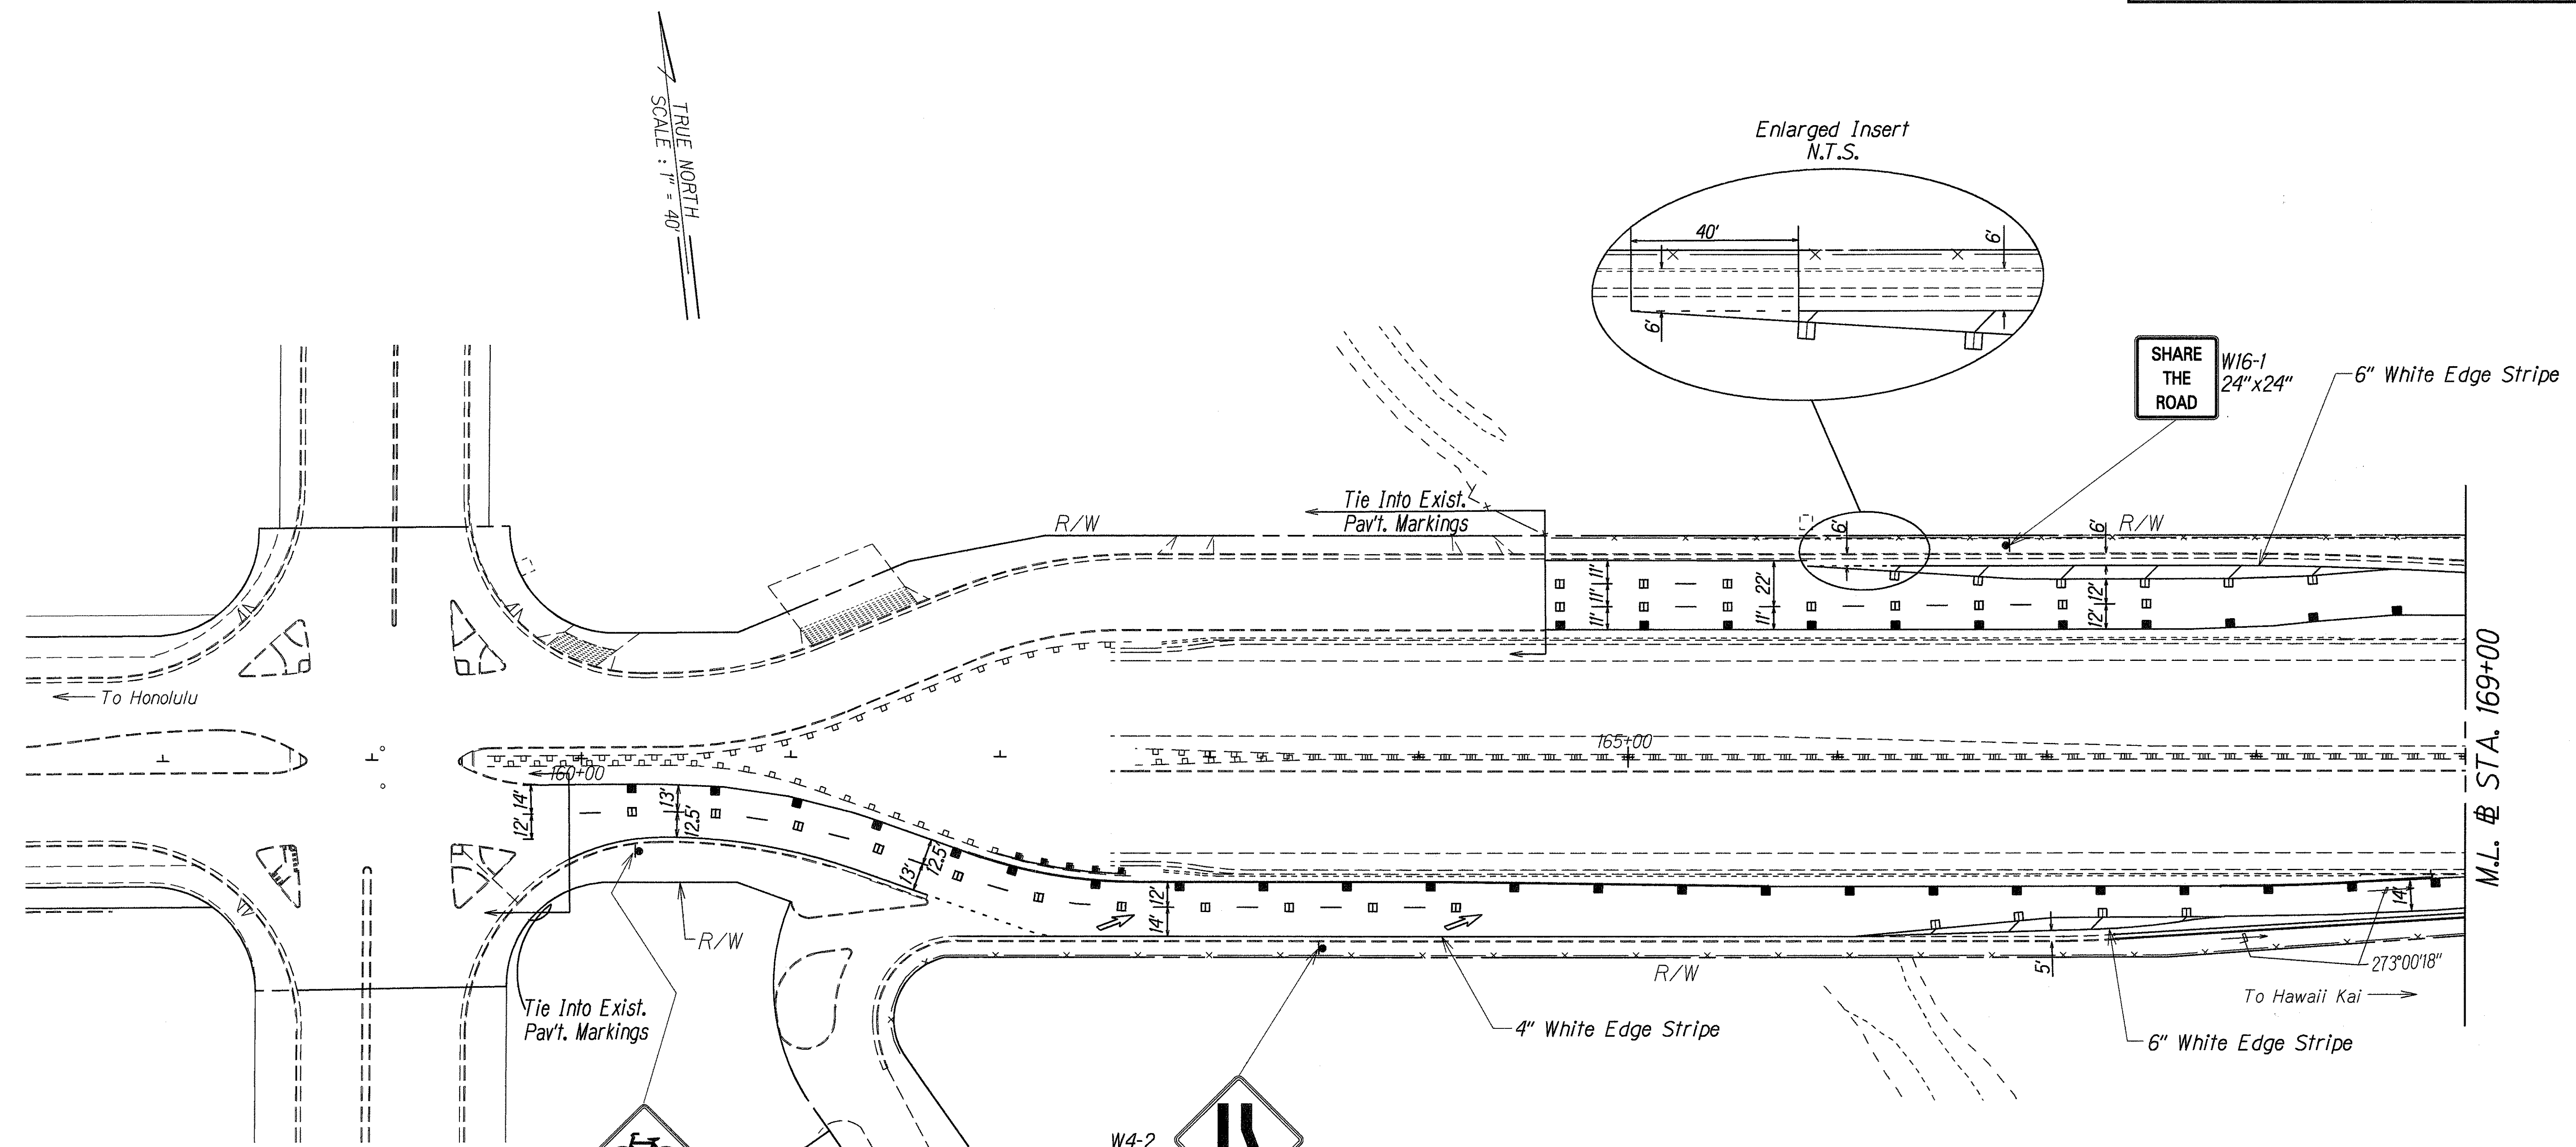 TRUE NORTH
SCALE : 1" = 40'
Enlarged Insert
N.T.S.
40'
6'
6'
SHARE
THE
ROAD
W16-1
24"x24"
6" White Edge Stripe
Tie Into Exist.
Pav't. Markings
R/W
R/W
6'
6'
11'
11'
11'
22'
11'
12'
12'
To Honolulu
160+00
165+00
M.L. ℄ STA. 169+00
14'
12'
13'
12.5'
12.5'
13'
12'
14'
14'
5'
R/W
R/W
273°00'18"
To Hawaii Kai
Tie Into Exist.
Pav't. Markings
4" White Edge Stripe
6" White Edge Stripe
W4-2